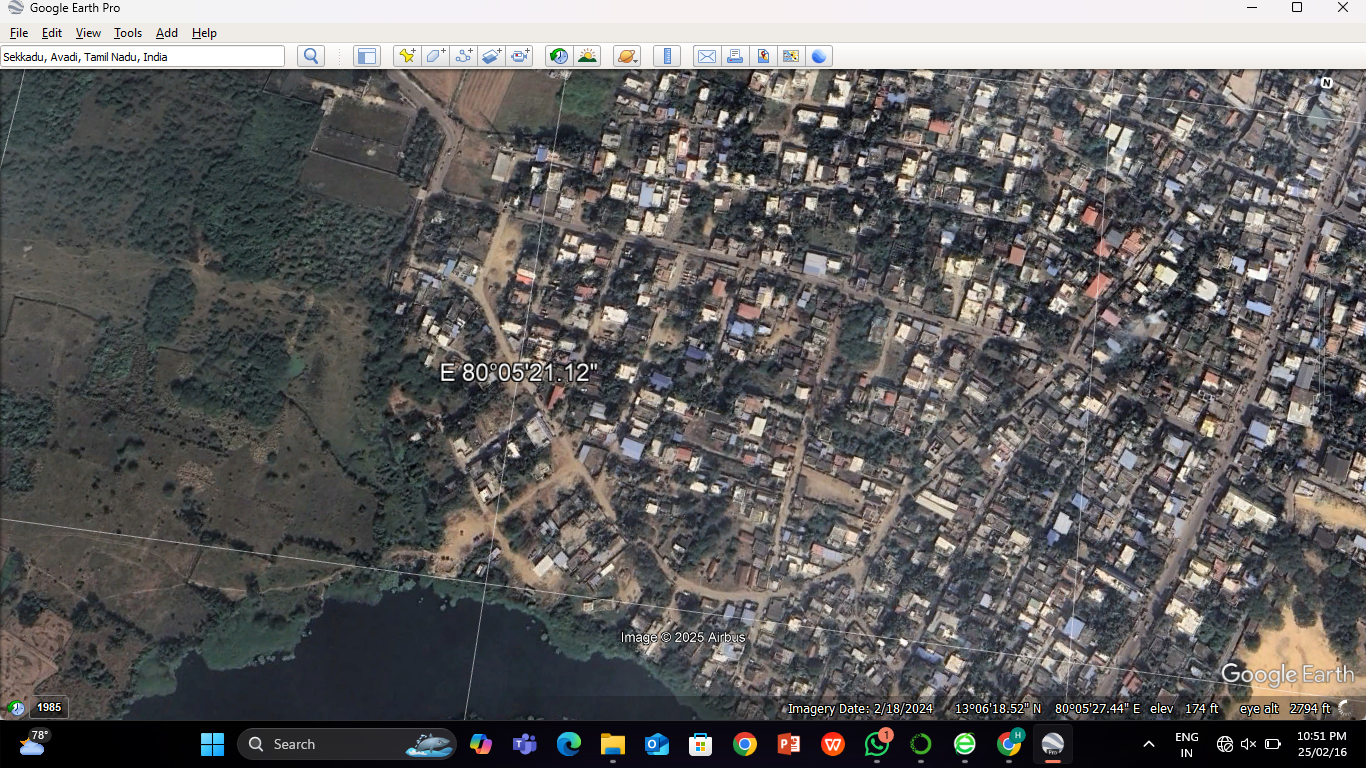 Google Earth Pro
File Edit View Tools Add Help
Sekkadu, Avadi, Tamil Nadu, India
N
E 80°05'21.12"
Image © 2025 Airbus
Google Earth
1985
Imagery Date: 2/18/2024 13°06'18.52" N 80°05'27.44" E elev 174 ft eye alt 2794 ft
78°
Search
1
H
Pro
ENG
IN
10:51 PM
25/02/16